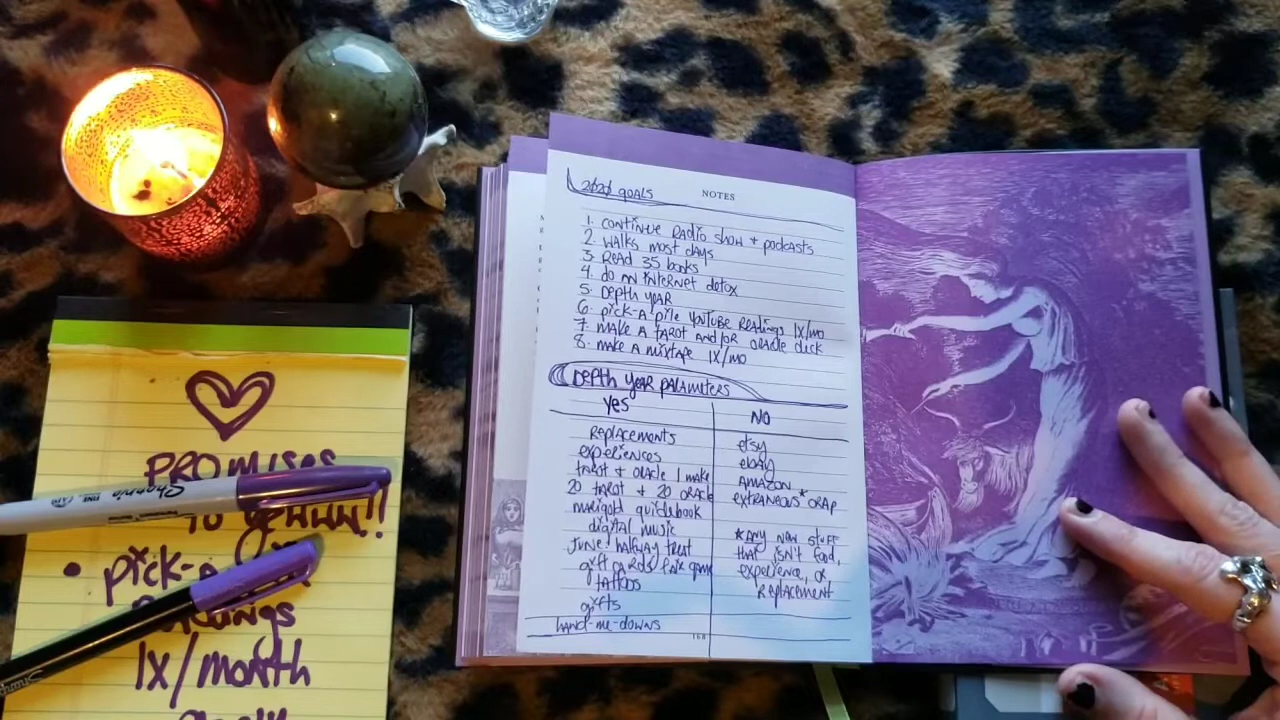 2020 GOALS
NOTES
1. CONTINUE RADIO SHOW + PODCASTS
2. WALKS MOST DAYS
3. READ 35 BOOKS
4. DO AN INTERNET DETOX
5. DEPTH YEAR
6. PICK-A PILE YOUTUBE READINGS 1X/MO
7. MAKE A TAROT AND/OR ORACLE DECK
8. MAKE A MIXTAPE 1X/MO
DEPTH YEAR PARAMETERS
YES
REPLACEMENTS
EXPERIENCES
TAROT & ORACLE I MAKE
20 TAROT & 20 ORACLE
MARIGOLD GUIDEBOOK
DIGITAL MUSIC
JUNE: HALFWAY TREAT
GIFT CARDS
TATTOOS
GIFTS
HAND-ME-DOWNS
NO
ETSY
EBAY
AMAZON
EXTRANEOUS* CRAP
*ANY NEW STUFF
THAT ISN'T FOOD,
EXPERIENCE, OR
REPLACEMENT
168
PROMISES
TO
• PICK-A
1X/MONTH
Sharpie
Sharpie